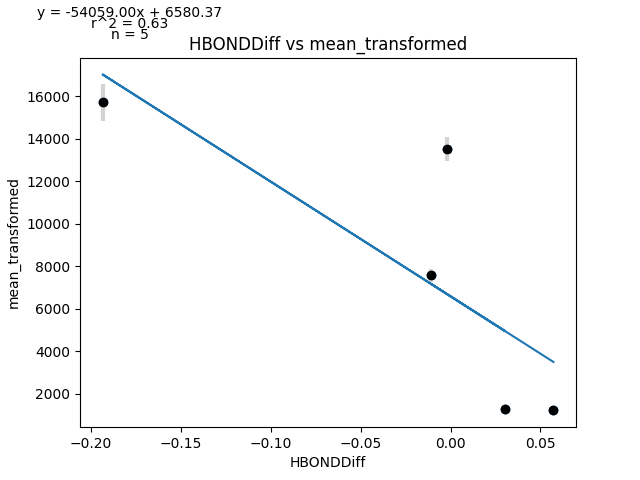 y = -54059.00x + 6580.37
r^2 = 0.63
n = 5
HBONDDiff vs mean_transformed
mean_transformed
16000
14000
12000
10000
8000
6000
4000
2000
−0.20 −0.15 −0.10 −0.05 0.00 0.05
HBONDDiff